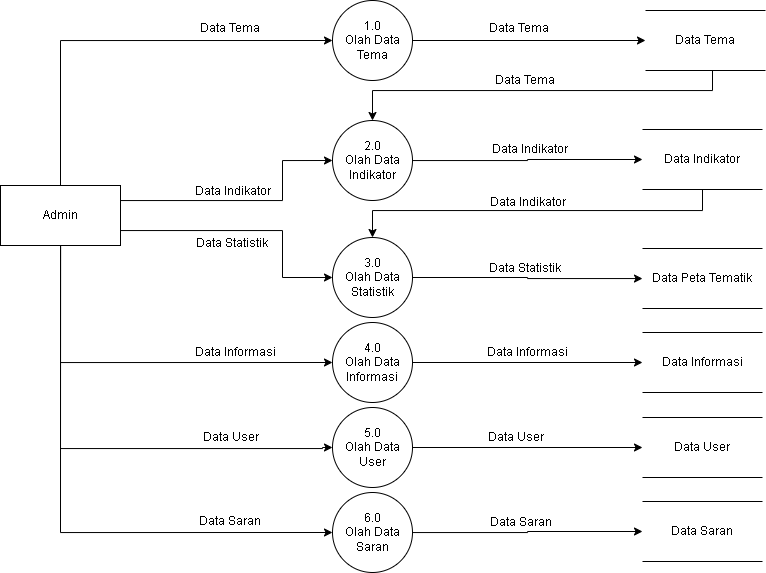 Data Tema
1.0
Olah Data
Tema
Data Tema
Data Tema
Data Tema
2.0
Olah Data
Indikator
Data Indikator
Data Indikator
Data Indikator
Admin
Data Indikator
Data Statistik
3.0
Olah Data
Statistik
Data Statistik
Data Peta Tematik
Data Informasi
4.0
Olah Data
Informasi
Data Informasi
Data Informasi
Data User
5.0
Olah Data
User
Data User
Data User
Data Saran
6.0
Olah Data
Saran
Data Saran
Data Saran